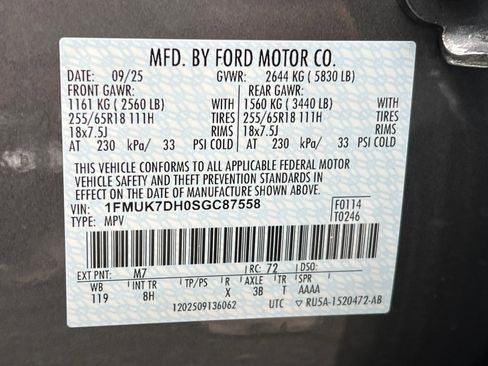 MFD. BY FORD MOTOR CO.
DATE: 09/25 GVWR: 2644 KG ( 5830 LB)
FRONT GAWR: REAR GAWR:
1161 KG ( 2560 LB) WITH 1560 KG ( 3440 LB) WITH
255/65R18 111H TIRES 255/65R18 111H TIRES
18x7.5J RIMS 18x7.5J RIMS
AT 230 kPa/ 33 PSI COLD AT 230 kPa/ 33 PSI COLD
THIS VEHICLE CONFORMS TO ALL APPLICABLE FEDERAL MOTOR
VEHICLE SAFETY AND THEFT PREVENTION STANDARDS IN
EFFECT ON THE DATE OF MANUFACTURE SHOWN ABOVE.
VIN: 1FMUK7DH0SGC87558 F0114
TYPE: MPV T0246
EXT PNT: M7 RC: 72 DSO:
WB INT TR TP/PS R AXLE TR SPR
119 8H X 3B T AAAA
1202509136062 UTC ▽ RU5A-1520472-AB